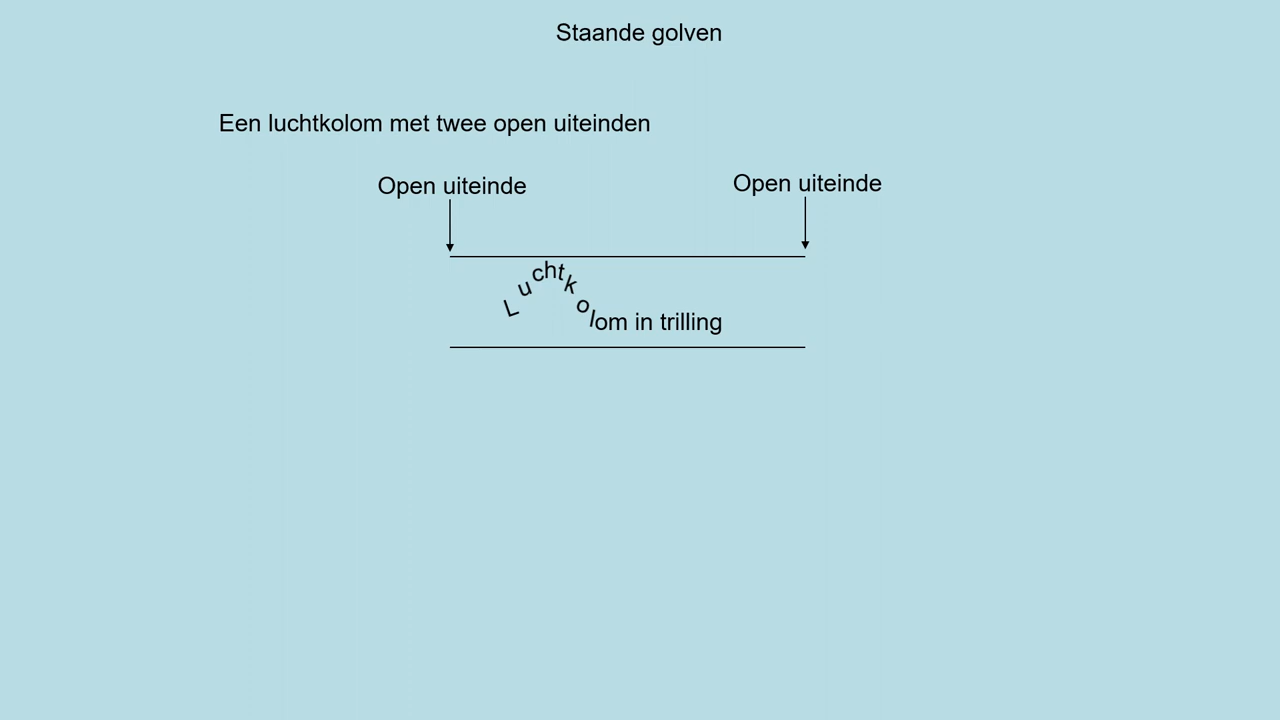 Staande golven
Een luchtkolom met twee open uiteinden
Open uiteinde
Open uiteinde
Luchtkolom in trilling